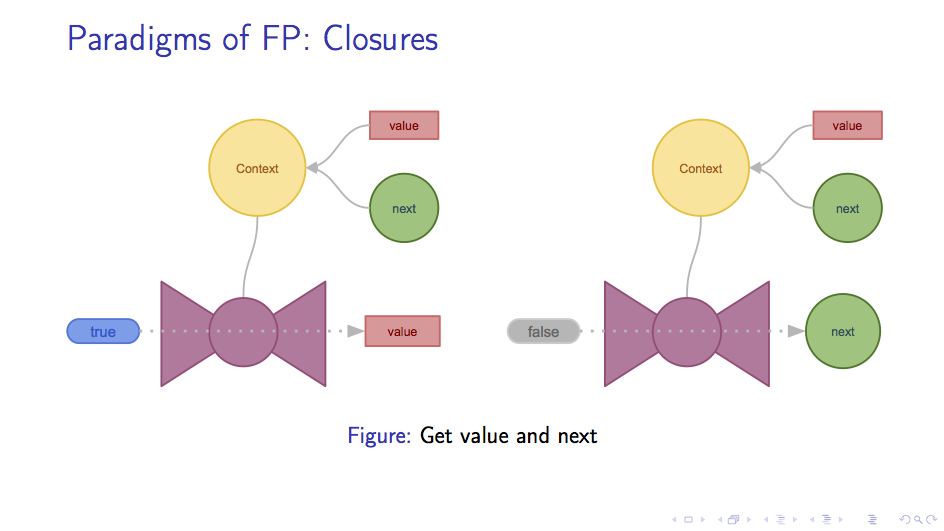 Paradigms of FP: Closures
value
Context
next
true
value
value
Context
next
false
next
Figure: Get value and next